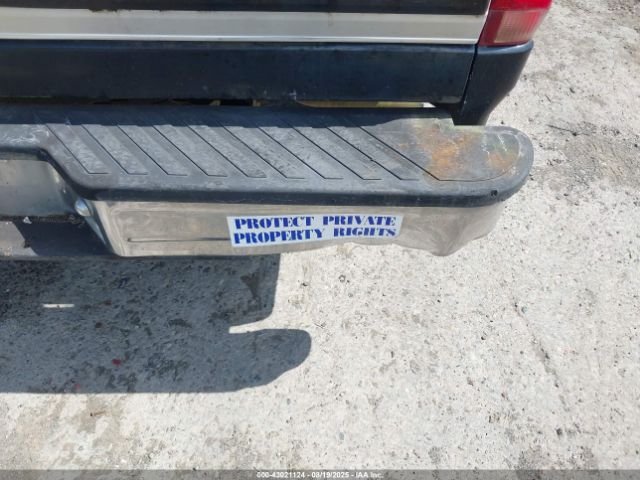 PROTECT PRIVATE
PROPERTY RIGHTS
000-43021124 - 08/19/2025 - IAA, Inc.